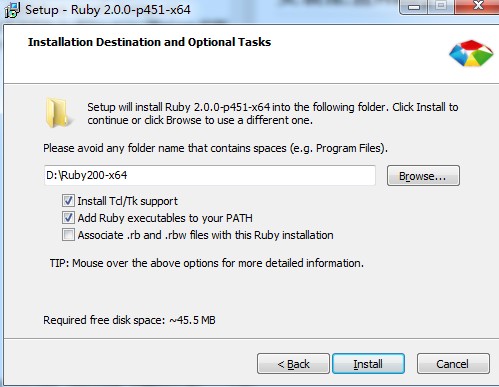 Setup - Ruby 2.0.0-p451-x64
Installation Destination and Optional Tasks
Setup will install Ruby 2.0.0-p451-x64 into the following folder. Click Install to
continue or click Browse to use a different one.
Please avoid any folder name that contains spaces (e.g. Program Files).
D:\Ruby200-x64
Browse...
Install Tcl/Tk support
Add Ruby executables to your PATH
Associate .rb and .rbw files with this Ruby installation
TIP: Mouse over the above options for more detailed information.
Required free disk space: ~45.5 MB
< Back
Install
Cancel